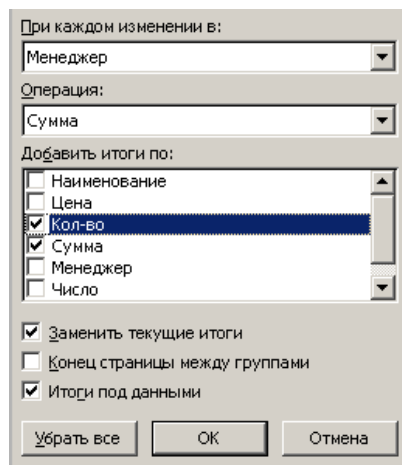 При каждом изменении в:
Менеджер
Операция:
Сумма
Добавить итоги по:
Наименование
Цена
Кол-во
Сумма
Менеджер
Число
Заменить текущие итоги
Конец страницы между группами
Итоги под данными
Убрать все
ОК
Отмена